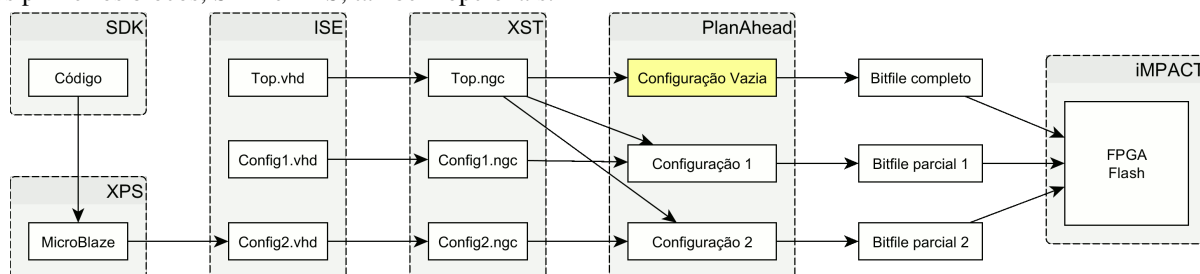 SDK
ISE
XST
PlanAhead
iMPACT
Código
Top.vhd
Top.ngc
Configuração Vazia
Bitfile completo
Config1.vhd
Config1.ngc
Configuração 1
Bitfile parcial 1
FPGA
Flash
XPS
MicroBlaze
Config2.vhd
Config2.ngc
Configuração 2
Bitfile parcial 2